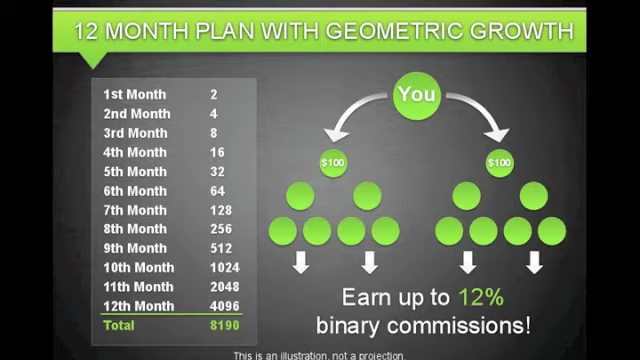 12 MONTH PLAN WITH GEOMETRIC GROWTH
1st Month 2
2nd Month 4
3rd Month 8
4th Month 16
5th Month 32
6th Month 64
7th Month 128
8th Month 256
9th Month 512
10th Month 1024
11th Month 2048
12th Month 4096
Total 8190
You
$100 $100
Earn up to 12%
binary commissions!
This is an illustration, not a projection